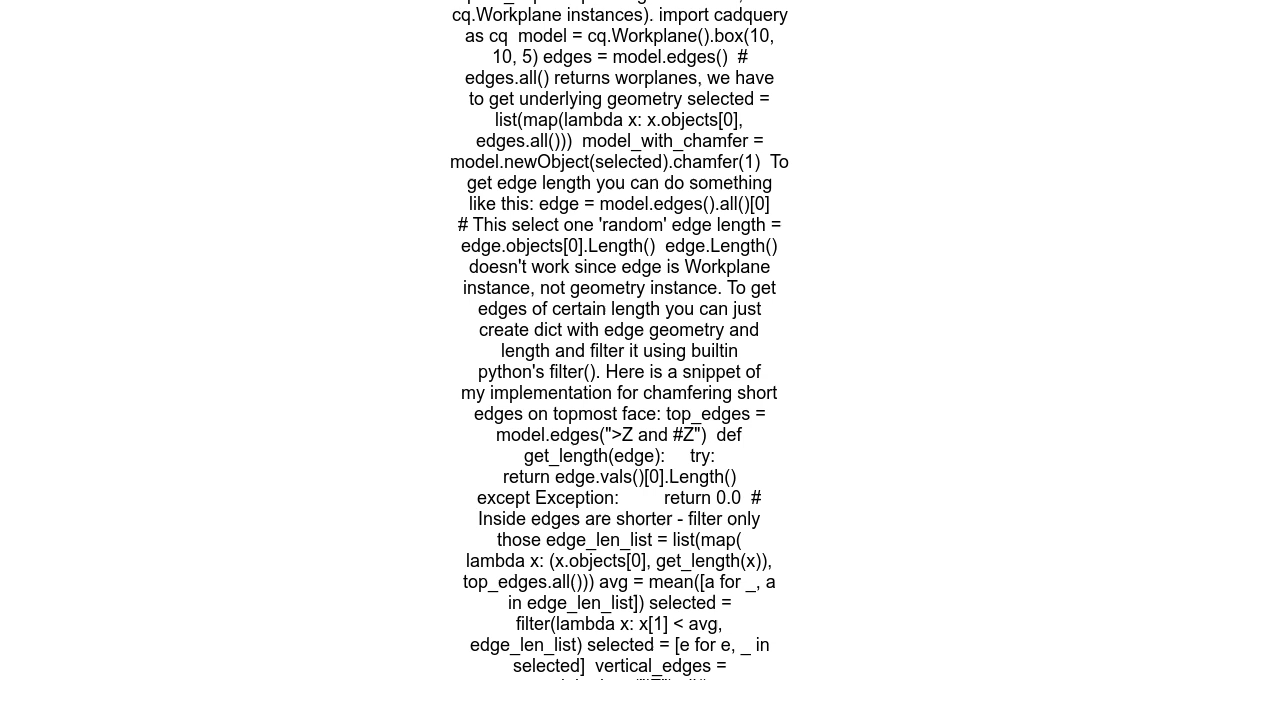 cq.Workplane instances). import cadquery
as cq  model = cq.Workplane().box(10,
10, 5) edges = model.edges()  #
edges.all() returns worplanes, we have
to get underlying geometry selected =
list(map(lambda x: x.objects[0],
edges.all()))  model_with_chamfer =
model.newObject(selected).chamfer(1)  To
get edge length you can do something
like this: edge = model.edges().all()[0]
# This select one 'random' edge length =
edge.objects[0].Length()  edge.Length()
doesn't work since edge is Workplane
instance, not geometry instance. To get
edges of certain length you can just
create dict with edge geometry and
length and filter it using builtin
python's filter(). Here is a snippet of
my implementation for chamfering short
edges on topmost face: top_edges =
model.edges(">Z and #Z")  def
get_length(edge):     try:
return edge.vals()[0].Length()
except Exception:         return 0.0  #
Inside edges are shorter - filter only
those edge_len_list = list(map(
lambda x: (x.objects[0], get_length(x)),
top_edges.all())) avg = mean([a for _, a
in edge_len_list]) selected =
filter(lambda x: x[1] < avg,
edge_len_list) selected = [e for e, _ in
selected]  vertical_edges =